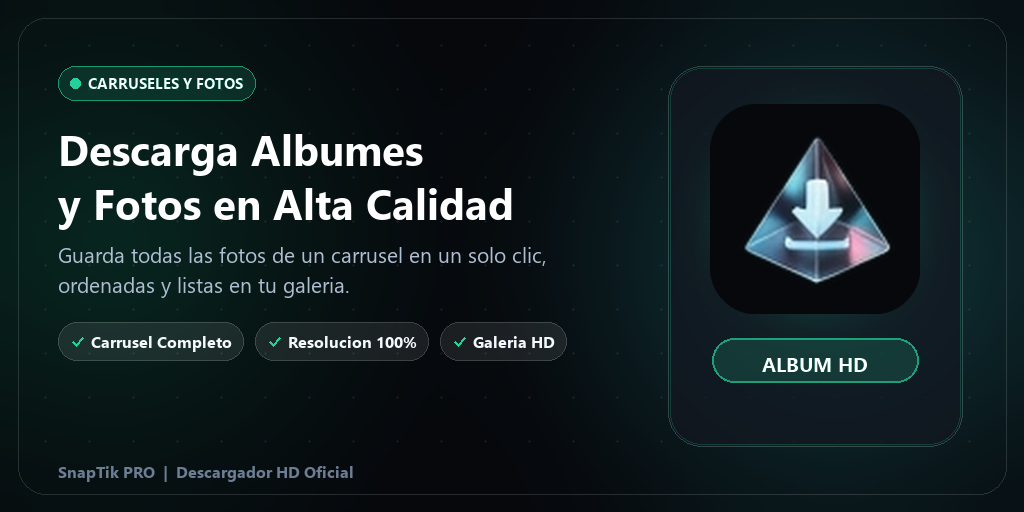 CARRUSELES Y FOTOS
Descarga Albumes
y Fotos en Alta Calidad
Guarda todas las fotos de un carrusel en un solo clic,
ordenadas y listas en tu galeria.
Carrusel Completo
Resolucion 100%
Galeria HD
ALBUM HD
SnapTik PRO | Descargador HD Oficial